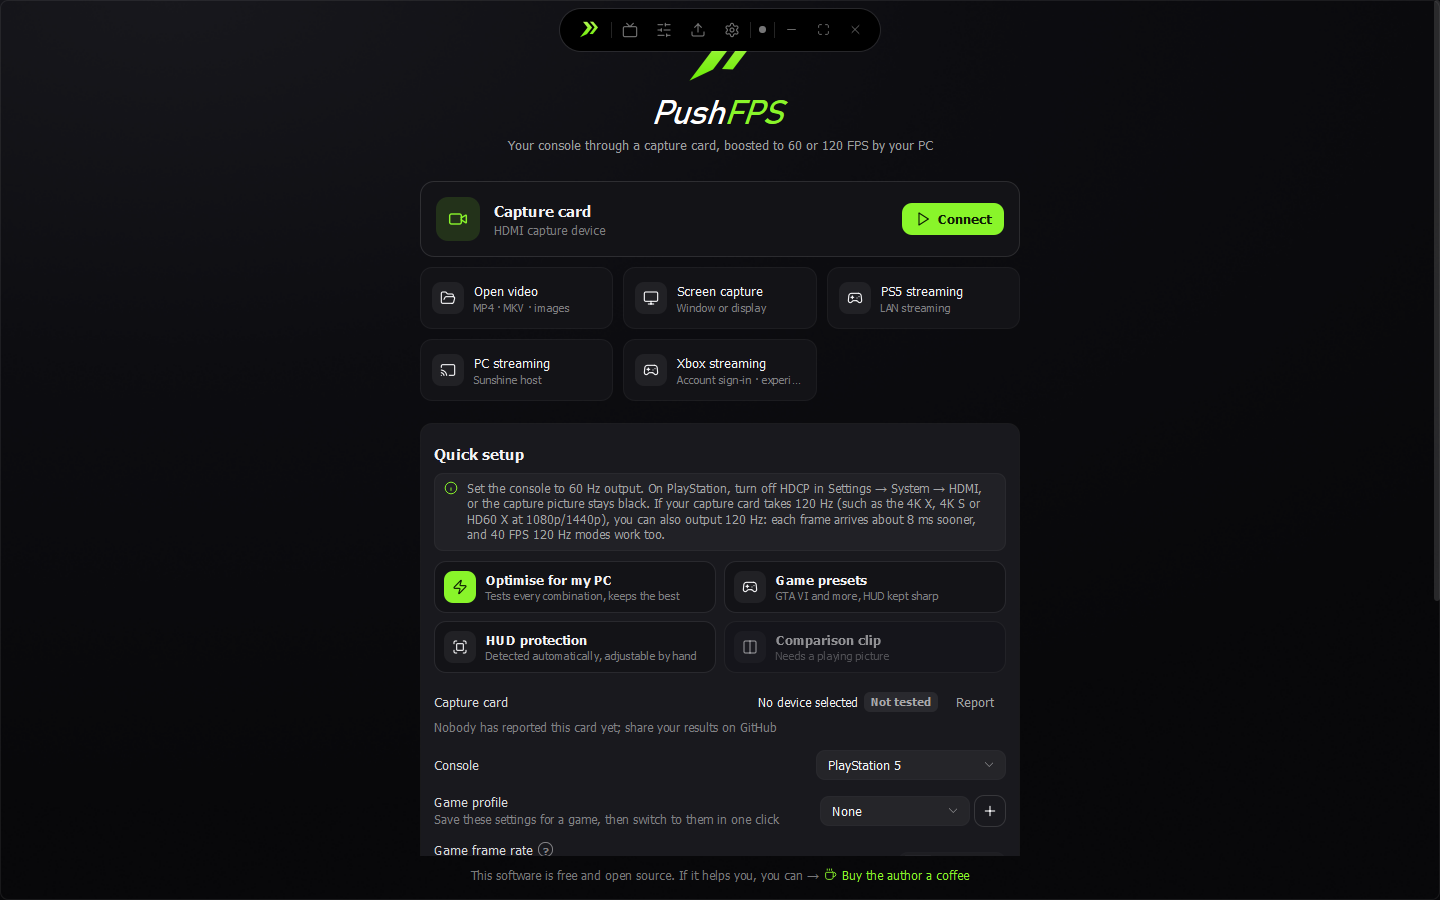 PushFPS
Your console through a capture card, boosted to 60 or 120 FPS by your PC
Capture card
HDMI capture device
Connect
Open video
MP4 · MKV · images
Screen capture
Window or display
PS5 streaming
LAN streaming
PC streaming
Sunshine host
Xbox streaming
Account sign-in · experi...
Quick setup
Set the console to 60 Hz output. On PlayStation, turn off HDCP in Settings → System → HDMI,
or the capture picture stays black. If your capture card takes 120 Hz (such as the 4K X, 4K S or
HD60 X at 1080p/1440p), you can also output 120 Hz: each frame arrives about 8 ms sooner,
and 40 FPS 120 Hz modes work too.
Optimise for my PC
Tests every combination, keeps the best
Game presets
GTA VI and more, HUD kept sharp
HUD protection
Detected automatically, adjustable by hand
Comparison clip
Needs a playing picture
Capture card
No device selected
Not tested
Report
Nobody has reported this card yet; share your results on GitHub
Console
PlayStation 5
Game profile
Save these settings for a game, then switch to them in one click
None
Game frame rate ?
This software is free and open source. If it helps you, you can → Buy the author a coffee